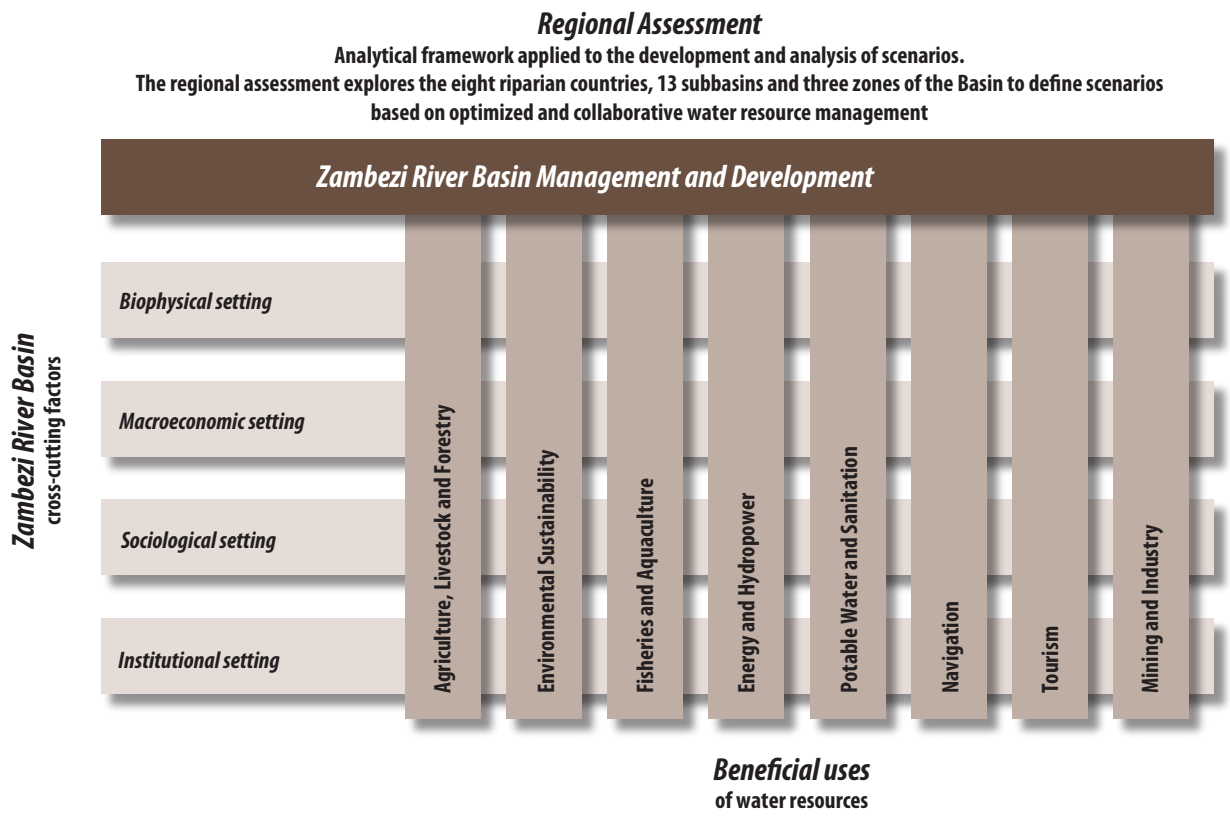 Regional Assessment
Analytical framework applied to the development and analysis of scenarios.
The regional assessment explores the eight riparian countries, 13 subbasins and three zones of the Basin to define scenarios
based on optimized and collaborative water resource management
Zambezi River Basin Management and Development
Zambezi River Basin
cross-cutting factors
Biophysical setting
Macroeconomic setting
Sociological setting
Institutional setting
Agriculture, Livestock and Forestry
Environmental Sustainability
Fisheries and Aquaculture
Energy and Hydropower
Potable Water and Sanitation
Navigation
Tourism
Mining and Industry
Beneficial uses
of water resources